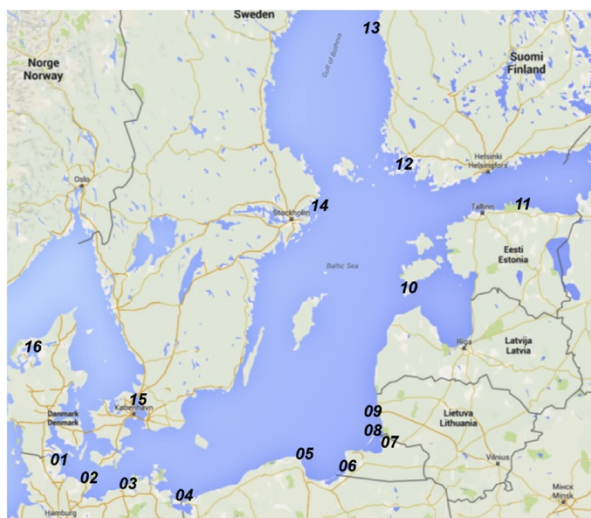 Sweden
13
Norge
Norway
Gulf of Bothnia
Suomi
Finland
12
Helsinki
Helsingfors
Oslo
14
Stockholm
11
Tallinn
Eesti
Estonia
Baltic Sea
10
16
Riga
Latvija
Latvia
15
København
Danmark
Denmark
09
08
07
Lietuva
Lithuania
01
02
03
04
05
06
Vilnius
Мінск
Минск
Hamburg